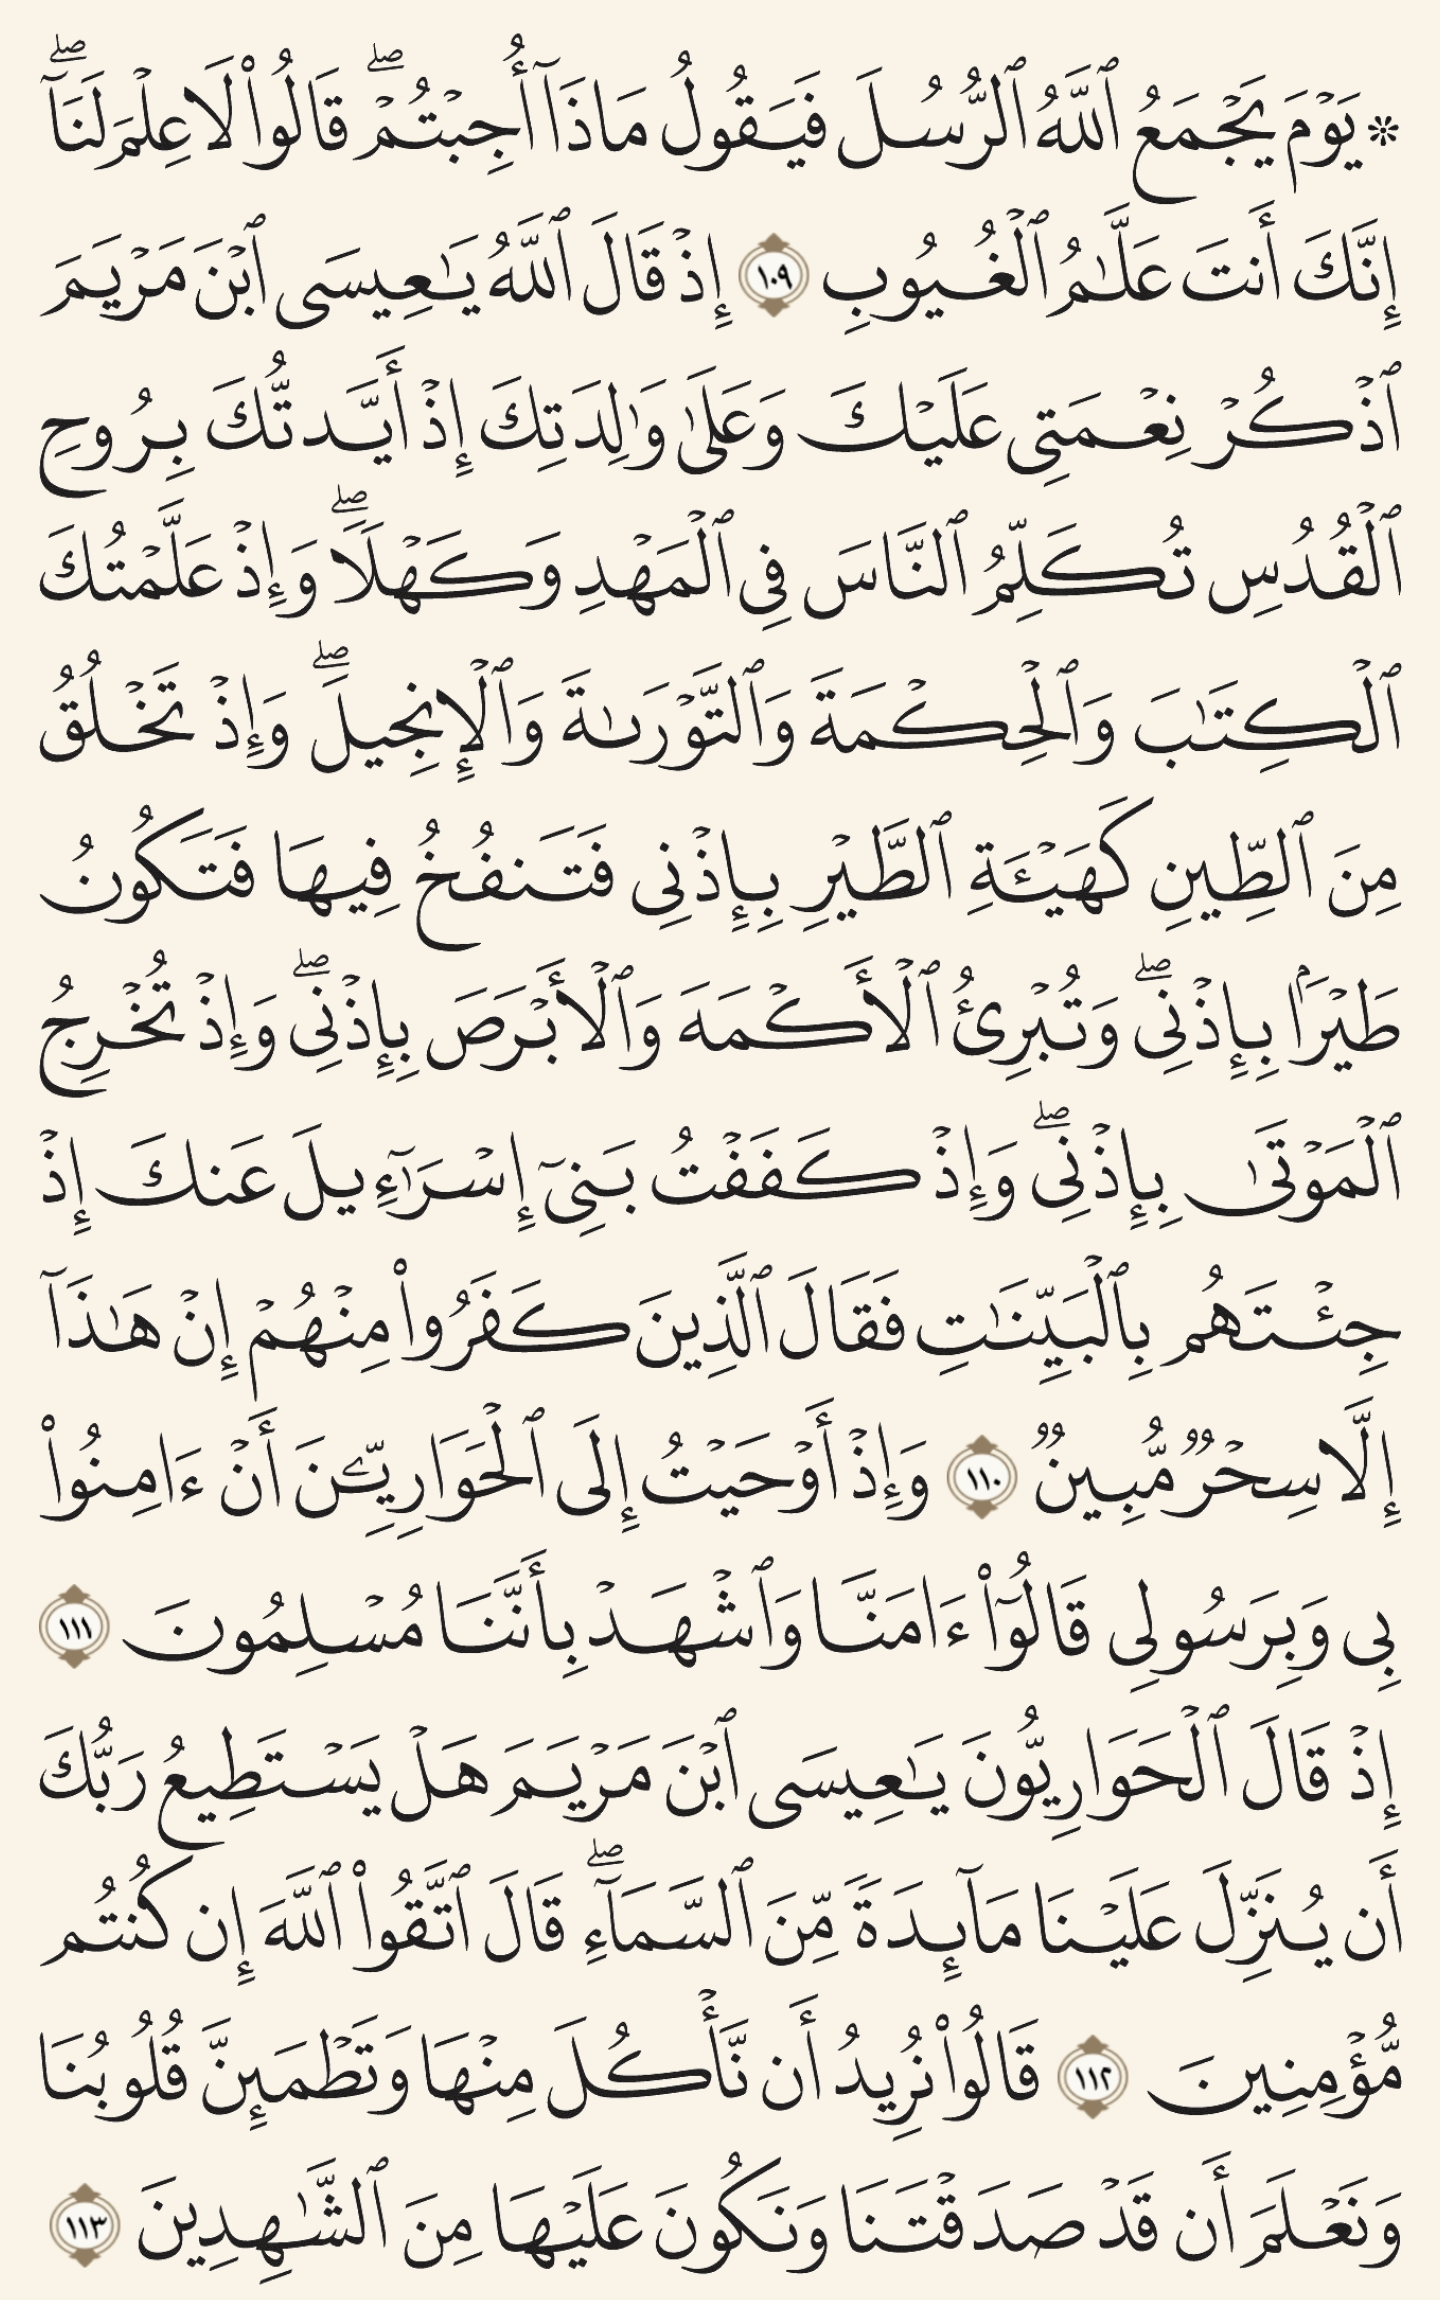 ۞ يَوۡمَ يَجۡمَعُ ٱللَّهُ ٱلرُّسُلَ فَيَقُولُ مَاذَآ أُجِبۡتُمۡۖ قَالُواْ لَا عِلۡمَ لَنَآۖ
إِنَّكَ أَنتَ عَلَّٰمُ ٱلۡغُيُوبِ ١٠٩ إِذۡ قَالَ ٱللَّهُ يَٰعِيسَى ٱبۡنَ مَرۡيَمَ
ٱذۡكُرۡ نِعۡمَتِي عَلَيۡكَ وَعَلَىٰ وَٰلِدَتِكَ إِذۡ أَيَّدتُّكَ بِرُوحِ
ٱلۡقُدُسِ تُكَلِّمُ ٱلنَّاسَ فِي ٱلۡمَهۡدِ وَكَهۡلٗاۖ وَإِذۡ عَلَّمۡتُكَ
ٱلۡكِتَٰبَ وَٱلۡحِكۡمَةَ وَٱلتَّوۡرَىٰةَ وَٱلۡإِنجِيلَۖ وَإِذۡ تَخۡلُقُ
مِنَ ٱلطِّينِ كَهَيۡـَٔةِ ٱلطَّيۡرِ بِإِذۡنِي فَتَنفُخُ فِيهَا فَتَكُونُ
طَيۡرَۢا بِإِذۡنِيۖ وَتُبۡرِئُ ٱلۡأَكۡمَهَ وَٱلۡأَبۡرَصَ بِإِذۡنِيۖ وَإِذۡ تُخۡرِجُ
ٱلۡمَوۡتَىٰ بِإِذۡنِيۖ وَإِذۡ كَفَفۡتُ بَنِيٓ إِسۡرَٰٓءِيلَ عَنكَ إِذۡ
جِئۡتَهُم بِٱلۡبَيِّنَٰتِ فَقَالَ ٱلَّذِينَ كَفَرُواْ مِنۡهُمۡ إِنۡ هَٰذَآ
إِلَّا سِحۡرٞ مُّبِينٞ ١١٠ وَإِذۡ أَوۡحَيۡتُ إِلَى ٱلۡحَوَارِيِّـۧنَ أَنۡ ءَامِنُواْ
بِي وَبِرَسُولِي قَالُوٓاْ ءَامَنَّا وَٱشۡهَدۡ بِأَنَّنَا مُسۡلِمُونَ ١١١
إِذۡ قَالَ ٱلۡحَوَارِيُّونَ يَٰعِيسَى ٱبۡنَ مَرۡيَمَ هَلۡ يَسۡتَطِيعُ رَبُّكَ
أَن يُنَزِّلَ عَلَيۡنَا مَآئِدَةٗ مِّنَ ٱلسَّمَآءِۖ قَالَ ٱتَّقُواْ ٱللَّهَ إِن كُنتُم
مُّؤۡمِنِينَ ١١٢ قَالُواْ نُرِيدُ أَن نَّأۡكُلَ مِنۡهَا وَتَطۡمَئِنَّ قُلُوبُنَا
وَنَعۡلَمَ أَن قَدۡ صَدَقۡتَنَا وَنَكُونَ عَلَيۡهَا مِنَ ٱلشَّٰهِدِينَ ١١٣